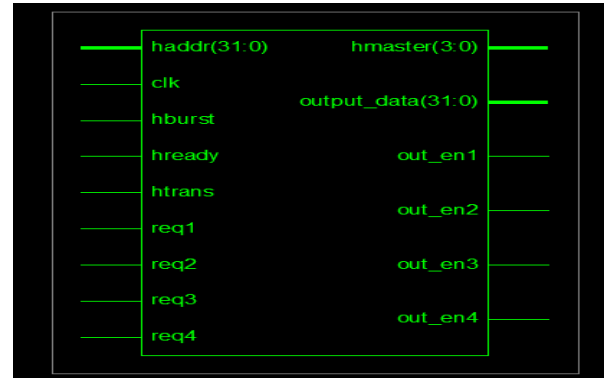 haddr(31:0)
hmaster(3:0)
clk
output_data(31:0)
hburst
hready
out_en1
htrans
out_en2
req1
req2
out_en3
req3
out_en4
req4